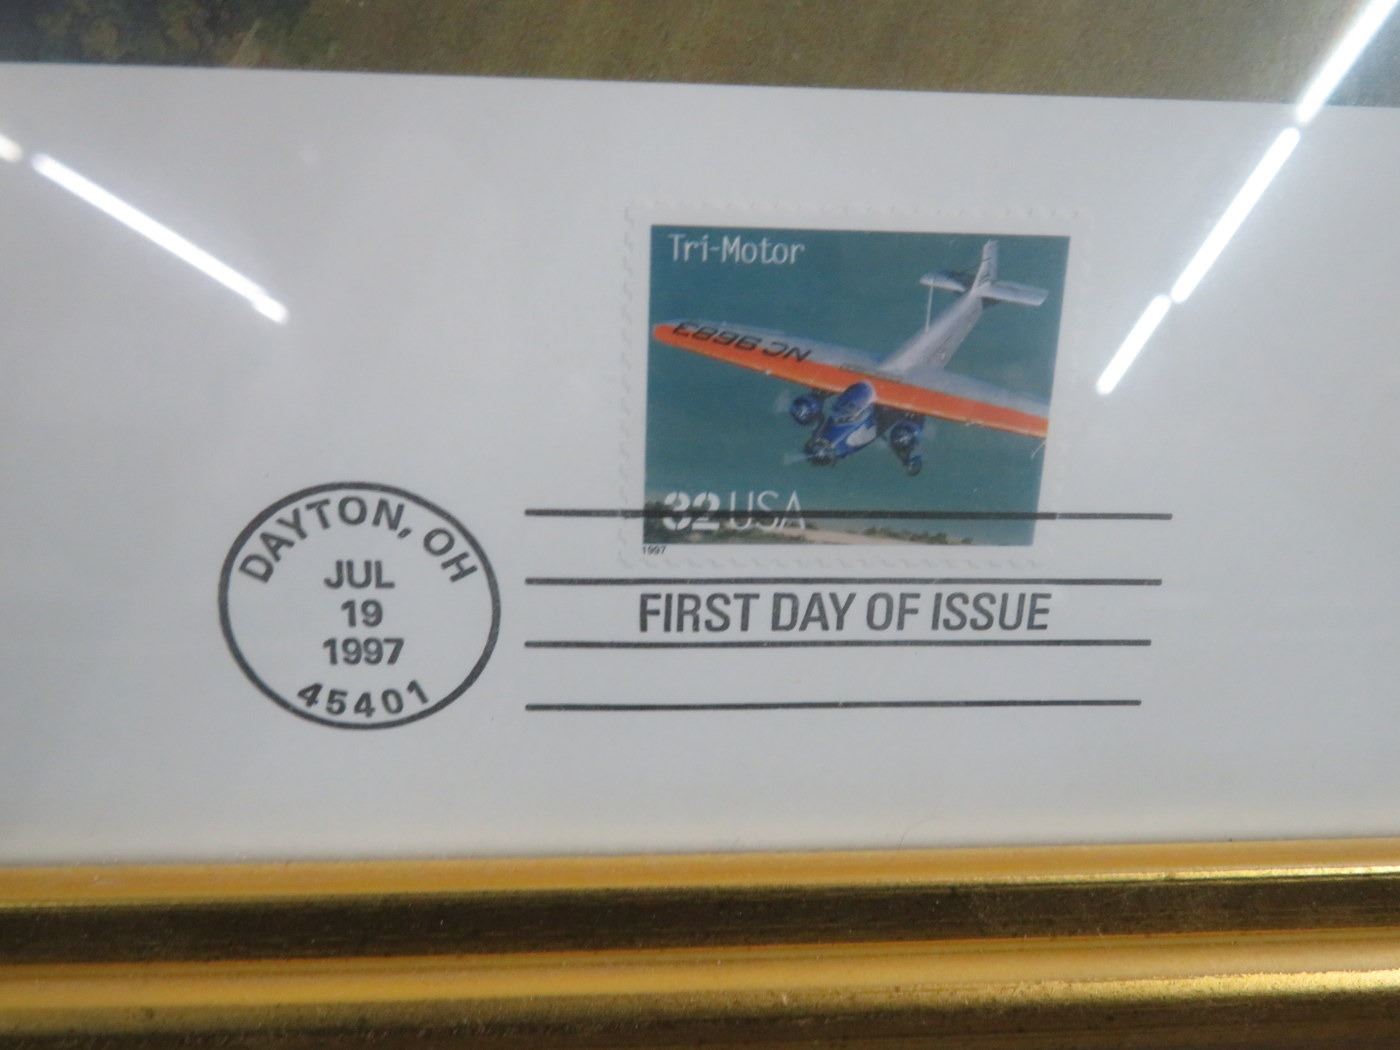 Tri-Motor
NC 9683
32 USA
1997
DAYTON, OH
JUL
19
1997
45401
FIRST DAY OF ISSUE